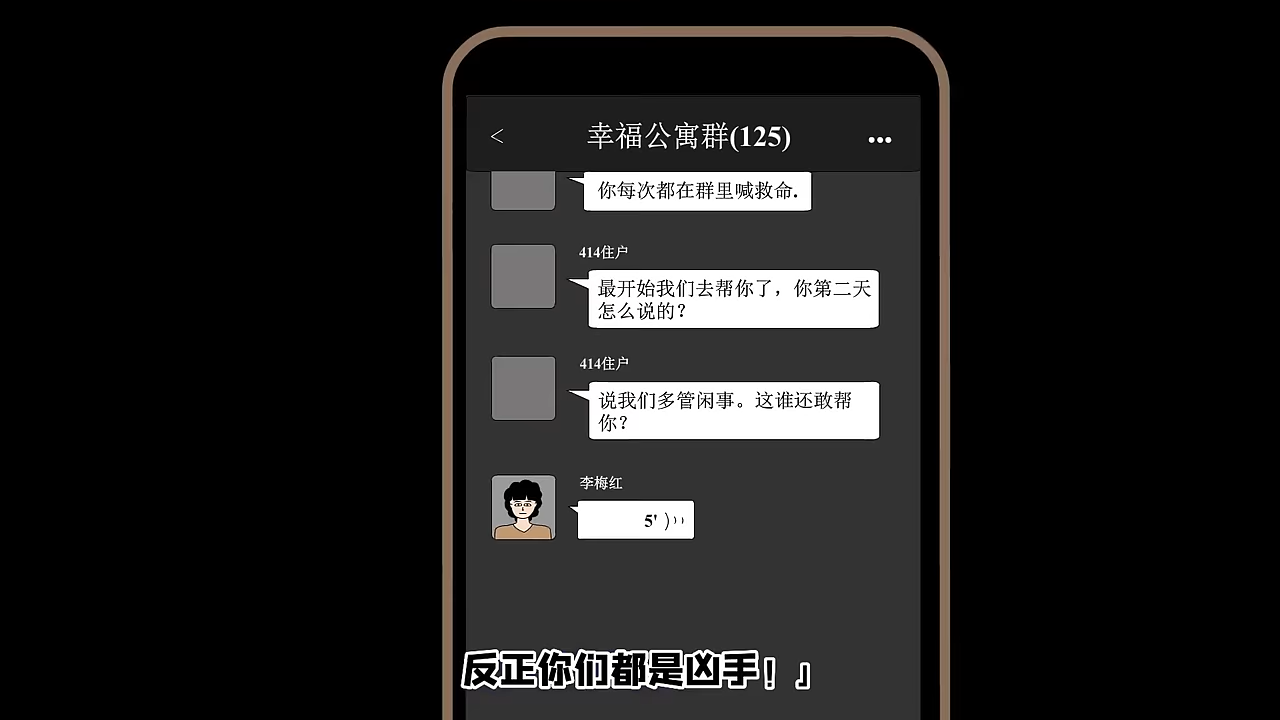 <
幸福公寓群(125)
•••
你每次都在群里喊救命.
414住户
最开始我们去帮你了，你第二天
怎么说的？
414住户
说我们多管闲事。这谁还敢帮
你？
李梅红
5'
反正你们都是凶手！」